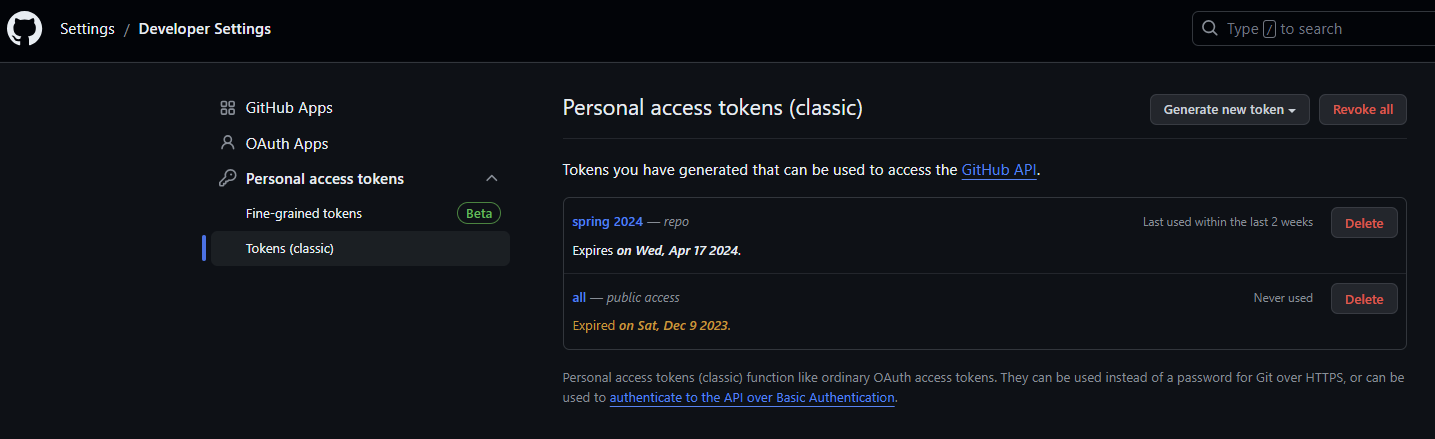 Settings / Developer Settings
Type / to search
GitHub Apps
OAuth Apps
Personal access tokens
Fine-grained tokens Beta
Tokens (classic)
Personal access tokens (classic)
Generate new token
Revoke all
Tokens you have generated that can be used to access the GitHub API.
spring 2024 — repo
Last used within the last 2 weeks
Delete
Expires on Wed, Apr 17 2024.
all — public access
Never used
Delete
Expired on Sat, Dec 9 2023.
Personal access tokens (classic) function like ordinary OAuth access tokens. They can be used instead of a password for Git over HTTPS, or can be
used to authenticate to the API over Basic Authentication.